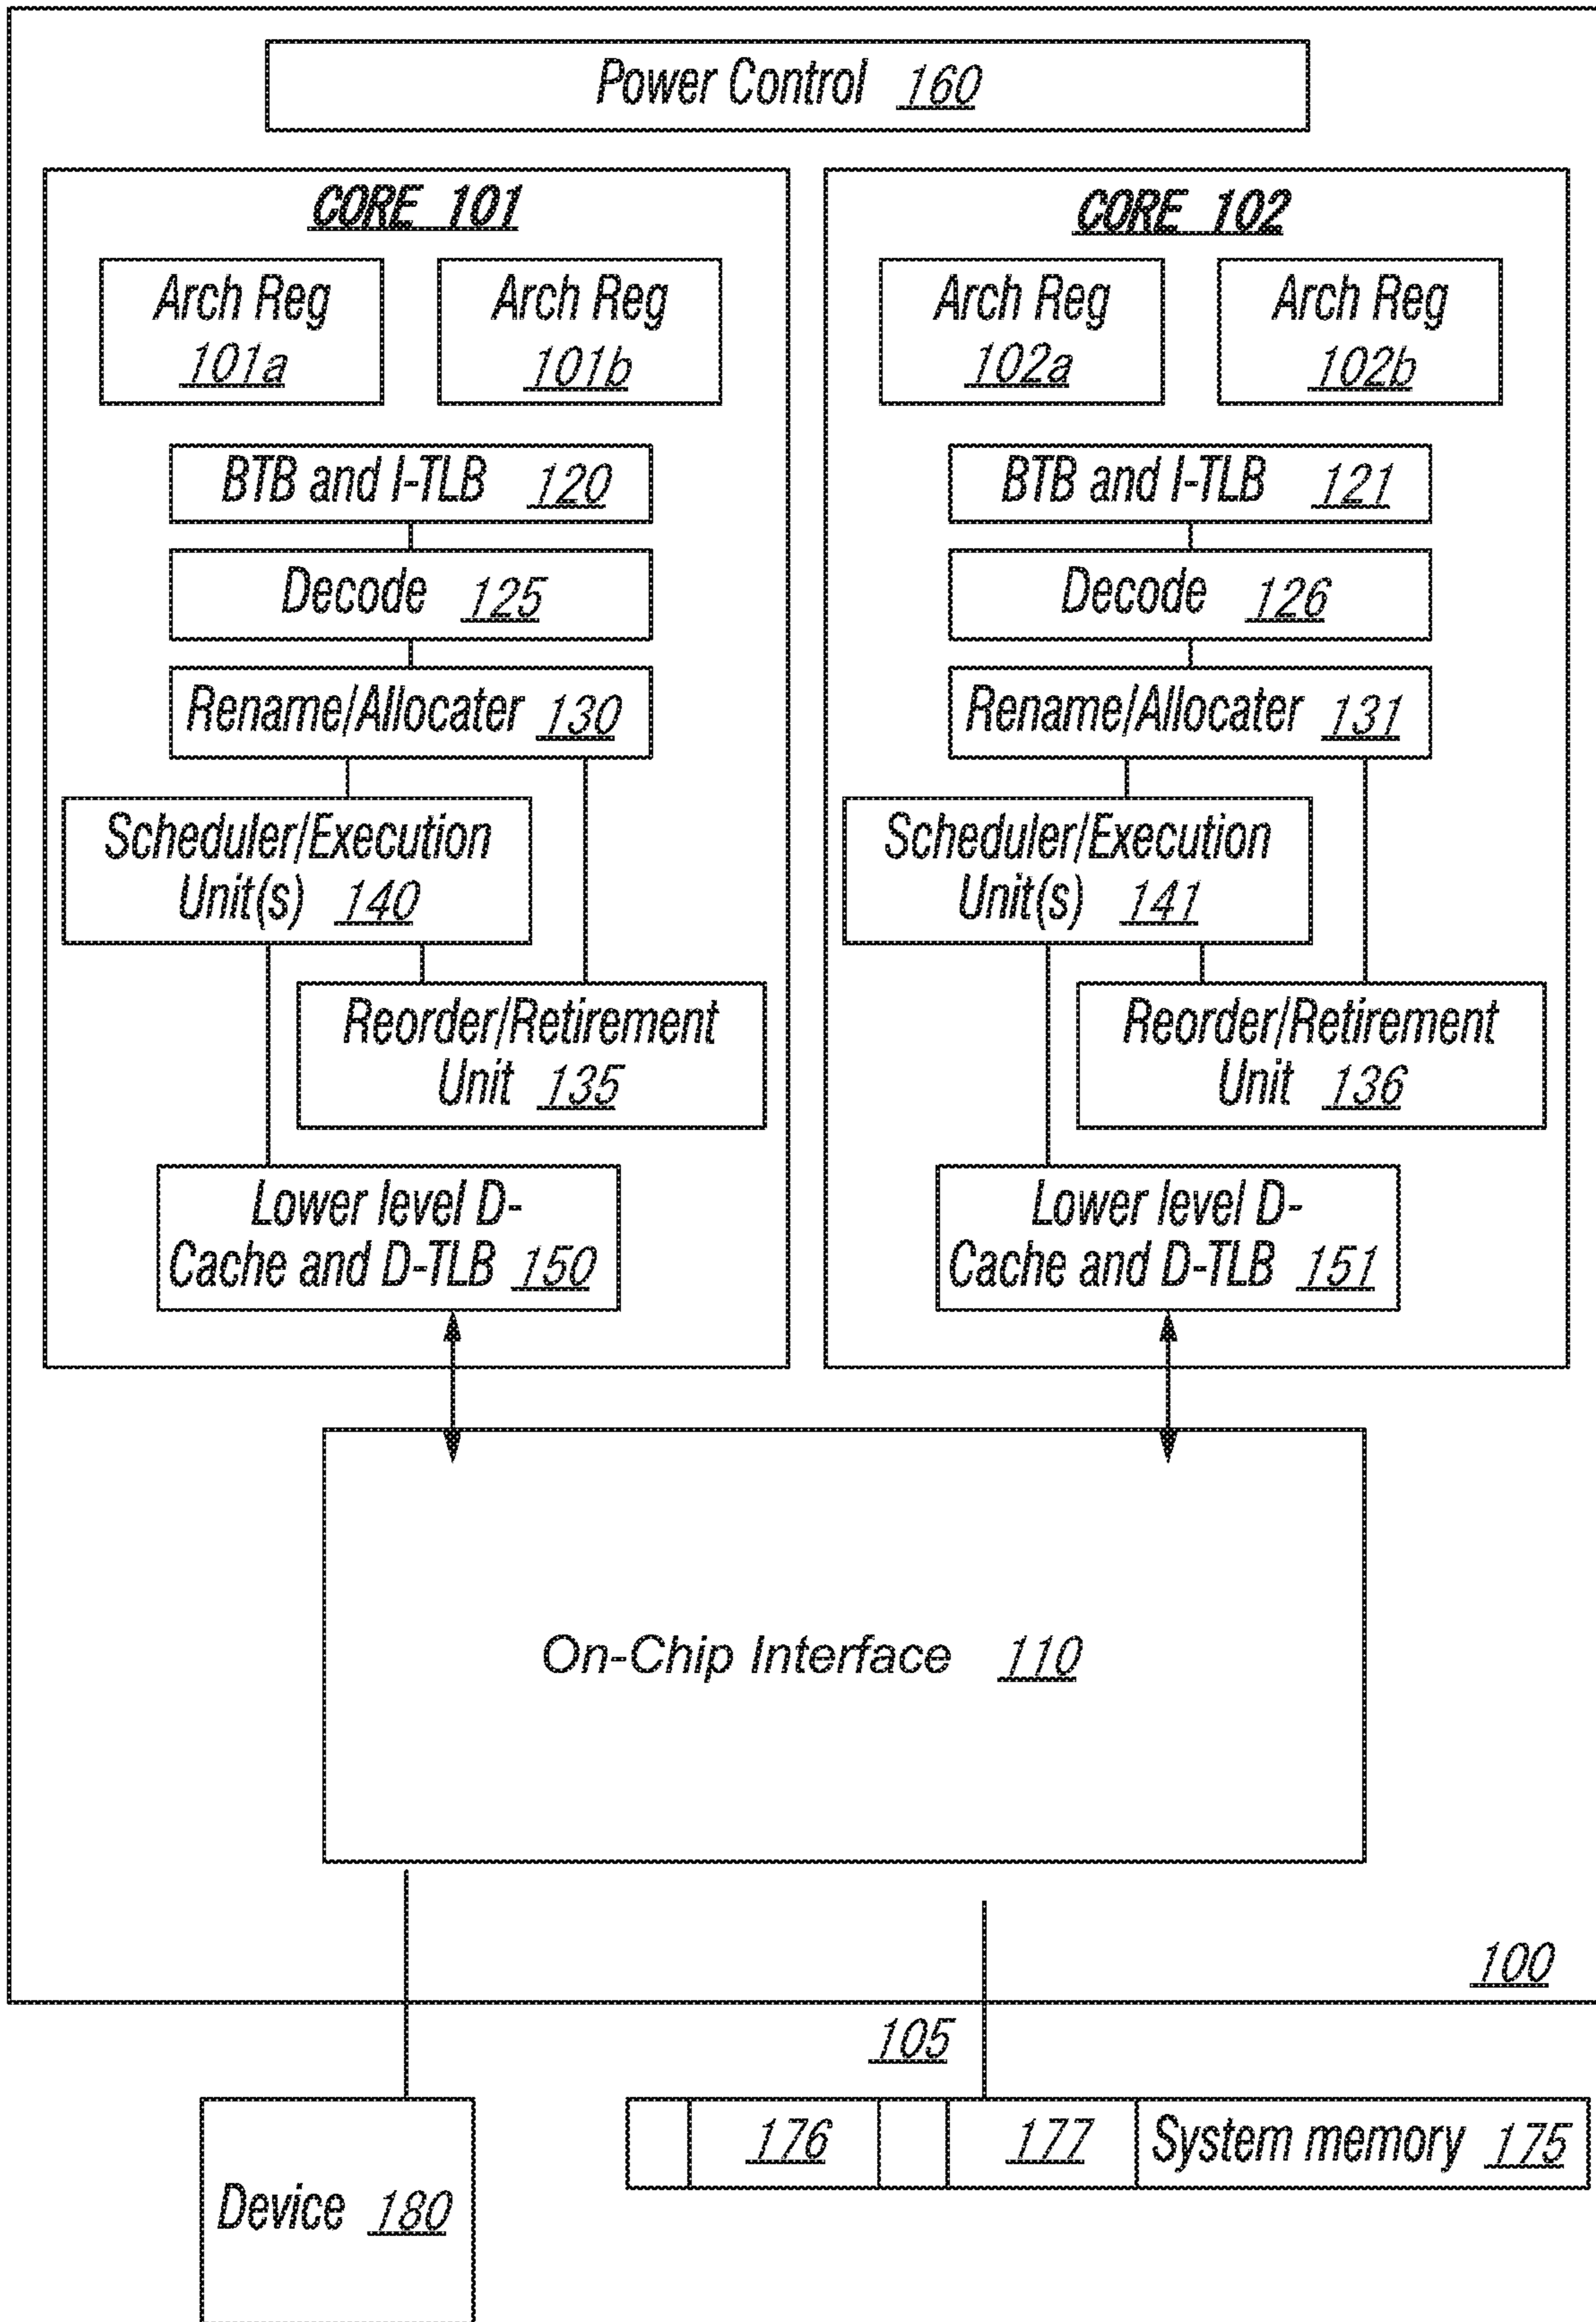 Power Control 160
CORE 101
Arch Reg
101a
Arch Reg
101b
BTB and I-TLB 120
Decode 125
Rename/Allocater 130
Scheduler/Execution
Unit(s) 140
Reorder/Retirement
Unit 135
Lower level D-
Cache and D-TLB 150
CORE 102
Arch Reg
102a
Arch Reg
102b
BTB and I-TLB 121
Decode 126
Rename/Allocater 131
Scheduler/Execution
Unit(s) 141
Reorder/Retirement
Unit 136
Lower level D-
Cache and D-TLB 151
On-Chip Interface 110
100
105
176
177
System memory 175
Device 180